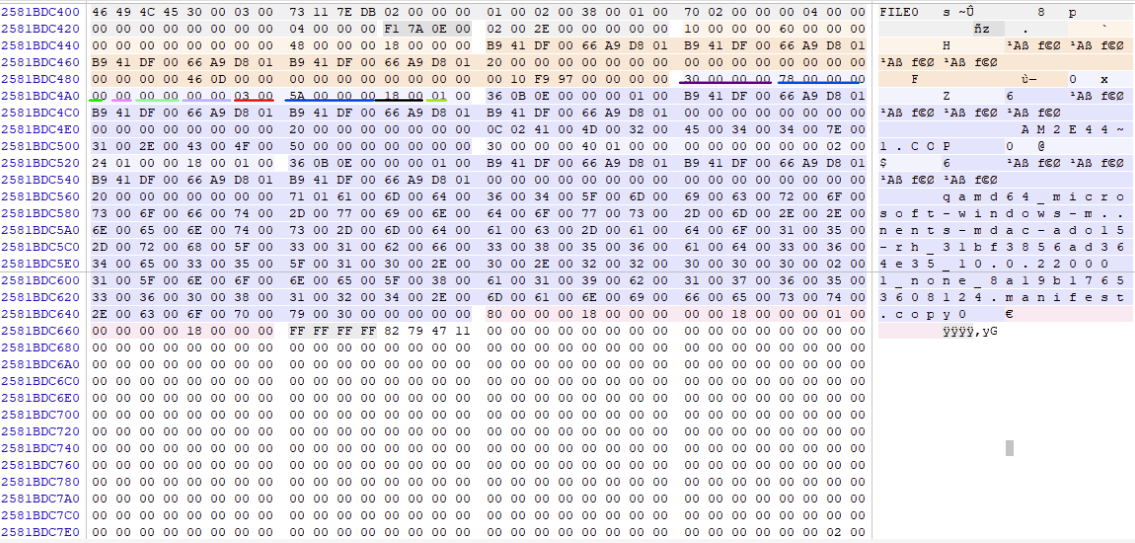 2581BDC400 46 49 4C 45 30 00 03 00 73 11 7E DB 02 00 00 00 01 00 02 00 38 00 01 00 70 02 00 00 00 04 00 00 FILE0 s ~Û 8 p
2581BDC420 00 00 00 00 00 00 00 00 04 00 00 00 F1 7A 0E 00 02 00 2E 00 00 00 00 00 10 00 00 00 60 00 00 00 ñz . `
2581BDC440 00 00 00 00 00 00 00 00 48 00 00 00 18 00 00 00 B9 41 DF 00 66 A9 D8 01 B9 41 DF 00 66 A9 D8 01 H ¹Aß f©Ø ¹Aß f©Ø
2581BDC460 B9 41 DF 00 66 A9 D8 01 B9 41 DF 00 66 A9 D8 01 20 00 00 00 00 00 00 00 00 00 00 00 00 00 00 00 ¹Aß f©Ø ¹Aß f©Ø
2581BDC480 00 00 00 00 46 0D 00 00 00 00 00 00 00 00 00 00 00 10 F9 97 00 00 00 00 30 00 00 00 78 00 00 00 F ù— 0 x
2581BDC4A0 00 00 00 00 00 00 03 00 5A 00 00 00 18 00 01 00 36 0B 0E 00 00 00 01 00 B9 41 DF 00 66 A9 D8 01 Z 6 ¹Aß f©Ø
2581BDC4C0 B9 41 DF 00 66 A9 D8 01 B9 41 DF 00 66 A9 D8 01 B9 41 DF 00 66 A9 D8 01 00 00 00 00 00 00 00 00 ¹Aß f©Ø ¹Aß f©Ø ¹Aß f©Ø
2581BDC4E0 00 00 00 00 00 00 00 00 20 00 00 00 00 00 00 00 0C 02 41 00 4D 00 32 00 45 00 34 00 34 00 7E 00 A M 2 E 4 4 ~
2581BDC500 31 00 2E 00 43 00 4F 00 50 00 00 00 00 00 00 00 30 00 00 00 40 01 00 00 00 00 00 00 00 00 02 00 1 . C O P 0 @
2581BDC520 24 01 00 00 18 00 01 00 36 0B 0E 00 00 00 01 00 B9 41 DF 00 66 A9 D8 01 B9 41 DF 00 66 A9 D8 01 $ 6 ¹Aß f©Ø ¹Aß f©Ø
2581BDC540 B9 41 DF 00 66 A9 D8 01 B9 41 DF 00 66 A9 D8 01 00 00 00 00 00 00 00 00 00 00 00 00 00 00 00 00 ¹Aß f©Ø ¹Aß f©Ø
2581BDC560 20 00 00 00 00 00 00 00 71 01 61 00 6D 00 64 00 36 00 34 00 5F 00 6D 00 69 00 63 00 72 00 6F 00 q a m d 6 4 _ m i c r o
2581BDC580 73 00 6F 00 66 00 74 00 2D 00 77 00 69 00 6E 00 64 00 6F 00 77 00 73 00 2D 00 6D 00 2E 00 2E 00 s o f t - w i n d o w s - m . .
2581BDC5A0 6E 00 65 00 6E 00 74 00 73 00 2D 00 6D 00 64 00 61 00 63 00 2D 00 61 00 64 00 6F 00 31 00 35 00 n e n t s - m d a c - a d o 1 5
2581BDC5C0 2D 00 72 00 68 00 5F 00 33 00 31 00 62 00 66 00 33 00 38 00 35 00 36 00 61 00 64 00 33 00 36 00 - r h _ 3 1 b f 3 8 5 6 a d 3 6
2581BDC5E0 34 00 65 00 33 00 35 00 5F 00 31 00 30 00 2E 00 30 00 2E 00 32 00 32 00 30 00 30 00 30 00 02 00 4 e 3 5 _ 1 0 . 0 . 2 2 0 0 0
2581BDC600 31 00 5F 00 6E 00 6F 00 6E 00 65 00 5F 00 38 00 61 00 31 00 39 00 62 00 31 00 37 00 36 00 35 00 1 _ n o n e _ 8 a 1 9 b 1 7 6 5
2581BDC620 33 00 36 00 30 00 38 00 31 00 32 00 34 00 2E 00 6D 00 61 00 6E 00 69 00 66 00 65 00 73 00 74 00 3 6 0 8 1 2 4 . m a n i f e s t
2581BDC640 2E 00 63 00 6F 00 70 00 79 00 30 00 00 00 00 00 80 00 00 00 18 00 00 00 00 00 18 00 00 00 01 00 . c o p y 0 €
2581BDC660 00 00 00 00 18 00 00 00 FF FF FF FF 82 79 47 11 00 00 00 00 00 00 00 00 00 00 00 00 00 00 00 00 ÿÿÿÿ‚yG
2581BDC680 00 00 00 00 00 00 00 00 00 00 00 00 00 00 00 00 00 00 00 00 00 00 00 00 00 00 00 00 00 00 00 00
2581BDC6A0 00 00 00 00 00 00 00 00 00 00 00 00 00 00 00 00 00 00 00 00 00 00 00 00 00 00 00 00 00 00 00 00
2581BDC6C0 00 00 00 00 00 00 00 00 00 00 00 00 00 00 00 00 00 00 00 00 00 00 00 00 00 00 00 00 00 00 00 00
2581BDC6E0 00 00 00 00 00 00 00 00 00 00 00 00 00 00 00 00 00 00 00 00 00 00 00 00 00 00 00 00 00 00 00 00
2581BDC700 00 00 00 00 00 00 00 00 00 00 00 00 00 00 00 00 00 00 00 00 00 00 00 00 00 00 00 00 00 00 00 00
2581BDC720 00 00 00 00 00 00 00 00 00 00 00 00 00 00 00 00 00 00 00 00 00 00 00 00 00 00 00 00 00 00 00 00
2581BDC740 00 00 00 00 00 00 00 00 00 00 00 00 00 00 00 00 00 00 00 00 00 00 00 00 00 00 00 00 00 00 00 00
2581BDC760 00 00 00 00 00 00 00 00 00 00 00 00 00 00 00 00 00 00 00 00 00 00 00 00 00 00 00 00 00 00 00 00
2581BDC780 00 00 00 00 00 00 00 00 00 00 00 00 00 00 00 00 00 00 00 00 00 00 00 00 00 00 00 00 00 00 00 00
2581BDC7A0 00 00 00 00 00 00 00 00 00 00 00 00 00 00 00 00 00 00 00 00 00 00 00 00 00 00 00 00 00 00 00 00
2581BDC7C0 00 00 00 00 00 00 00 00 00 00 00 00 00 00 00 00 00 00 00 00 00 00 00 00 00 00 00 00 00 00 00 00
2581BDC7E0 00 00 00 00 00 00 00 00 00 00 00 00 00 00 00 00 00 00 00 00 00 00 00 00 00 00 00 00 00 00 02 00